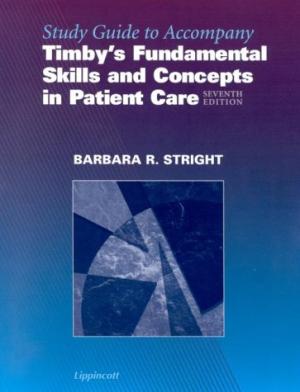 Study Guide to Accompany
Timby's Fundamental
Skills and Concepts
in Patient Care SEVENTH EDITION
BARBARA R. STRIGHT
Lippincott